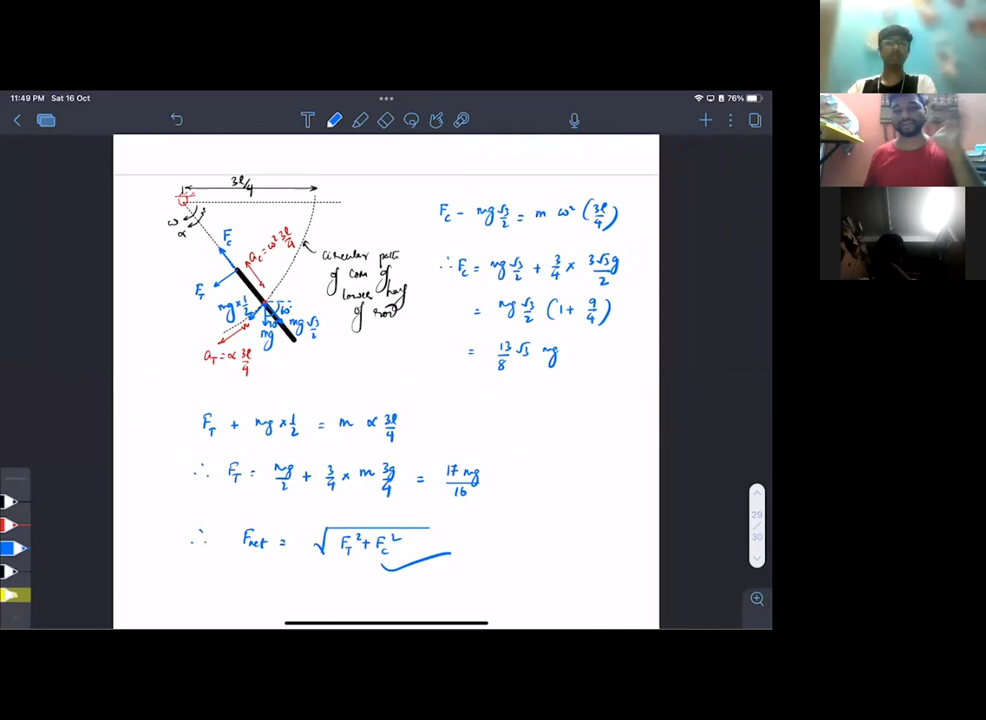 11:49 PM Sat 16 Oct
76%
3l/4
ω
α
F_C
a_C = ω² 3l/4
F_T
mg × 1/2
60°
mg
mg √3/2
a_T = α 3l/4
circular path
of com of
lower half
of rod
F_C - mg √3/2 = m ω² (3l/4)
∴ F_C = mg √3/2 + 3/4 × 3√3g/2
= mg √3/2 (1 + 9/4)
= 13/8 √3 mg
F_T + mg × 1/2 = m α 3l/4
∴ F_T = mg/2 + 3/4 × m 3g/4 = 17 mg/16
∴ F_net = √(F_T² + F_C²)
29
/
30